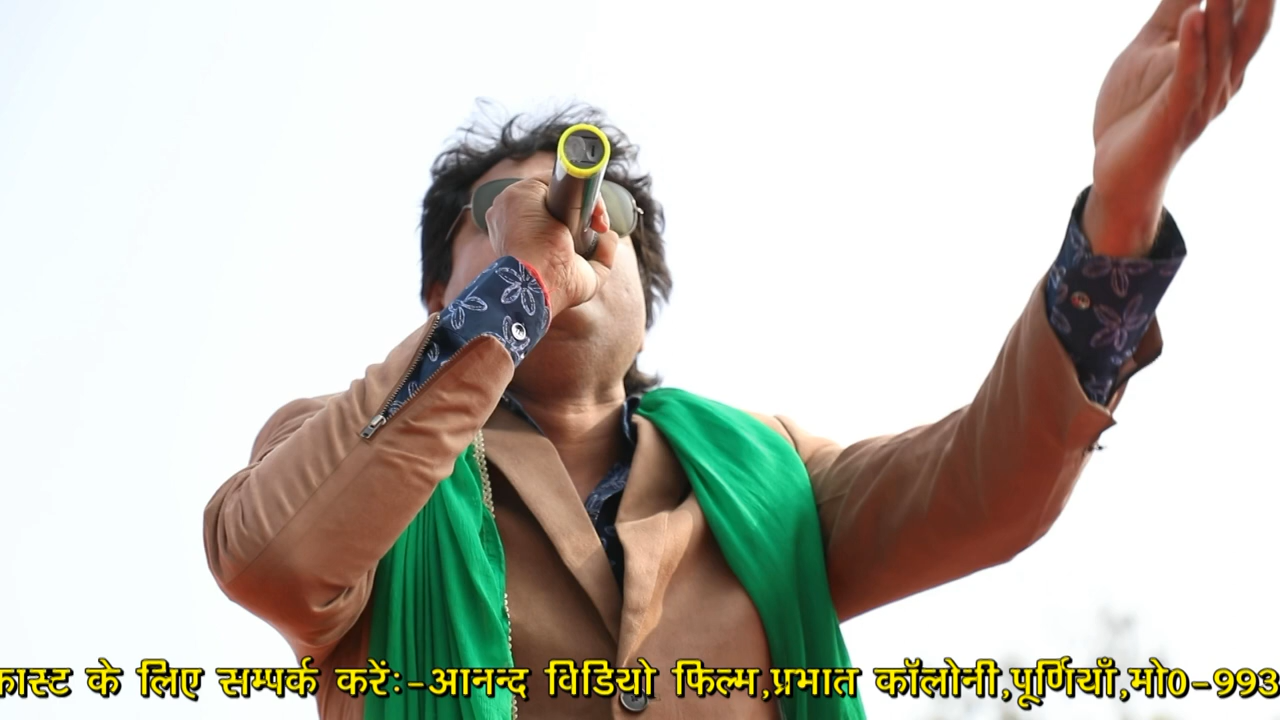 कास्ट के लिए सम्पर्क करें:-आनन्द विडियो फिल्म,प्रभात कॉलोनी,पूर्णियाँ,मो0-993